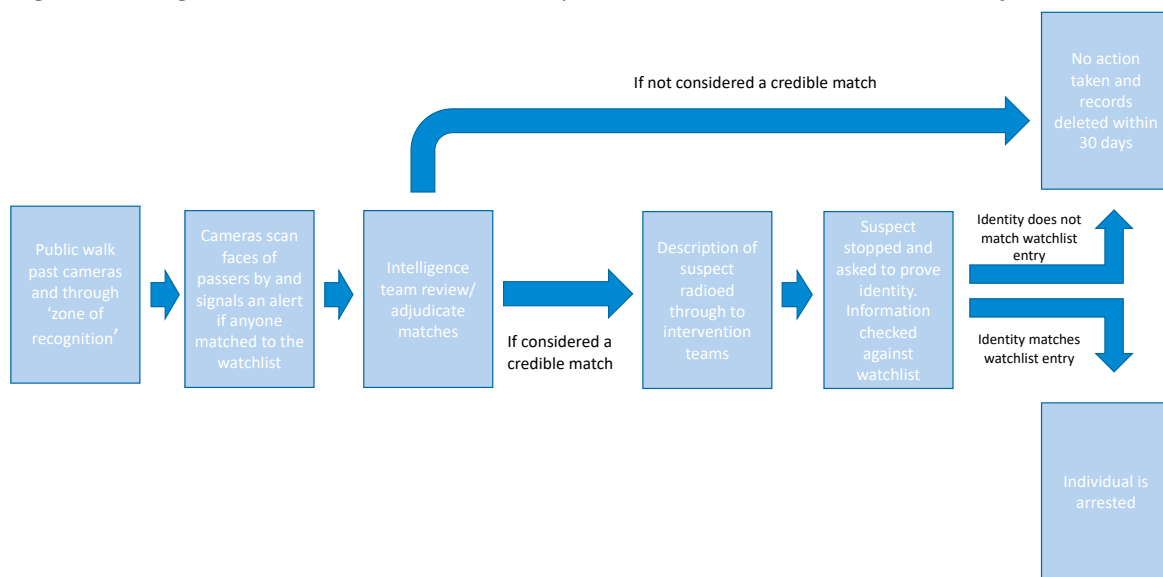 No action
taken and
records
deleted within
30 days
If not considered a credible match
Public walk
past cameras
and through
‘zone of
recognition’
Cameras scan
faces of
passers by and
signals an alert
if anyone
matched to the
watchlist
Intelligence
team review/
adjudicate
matches
If considered a
credible match
Description of
suspect
radioed
through to
intervention
teams
Suspect
stopped and
asked to prove
identity.
Information
checked
against
watchlist
Identity does not
match watchlist
entry
Identity matches
watchlist entry
Individual is
arrested